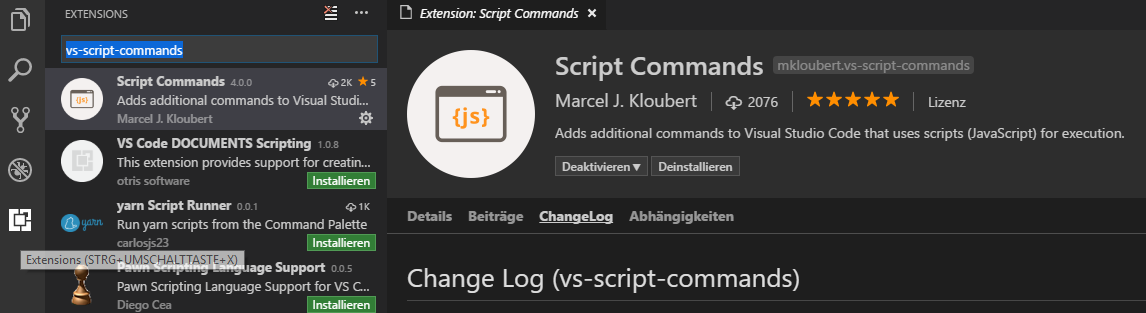 EXTENSIONS
vs-script-commands
Script Commands 4.0.0 2K 5
Adds additional commands to Visual Studi...
Marcel J. Kloubert
VS Code DOCUMENTS Scripting 1.0.8
This extension provides support for creatin...
otris software Installieren
yarn
yarn Script Runner 0.0.1 1K
Run yarn scripts from the Command Palette
carlosjs23 Installieren
Extensions (STRG+UMSCHALTTASTE+X)
Pawn Scripting Language Support 0.0.5
Pawn Scripting Language Support for VS C...
Diego Cea Installieren
Extension: Script Commands
{js}
Script Commands mkloubert.vs-script-commands
Marcel J. Kloubert 2076 Lizenz
Adds additional commands to Visual Studio Code that uses scripts (JavaScript) for execution.
Deaktivieren Deinstallieren
Details Beiträge ChangeLog Abhängigkeiten
Change Log (vs-script-commands)